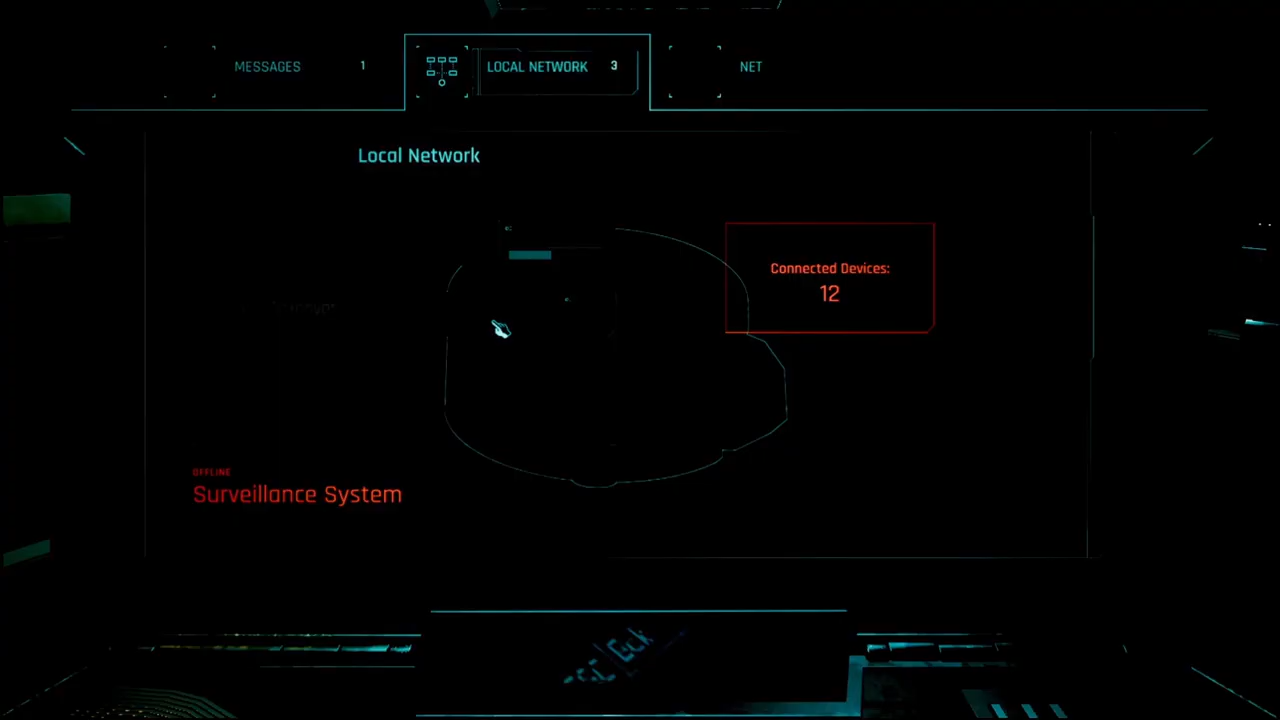 MESSAGES 1
LOCAL NETWORK 3
NET
Local Network
Connected Devices:
12
OFFLINE
Surveillance System